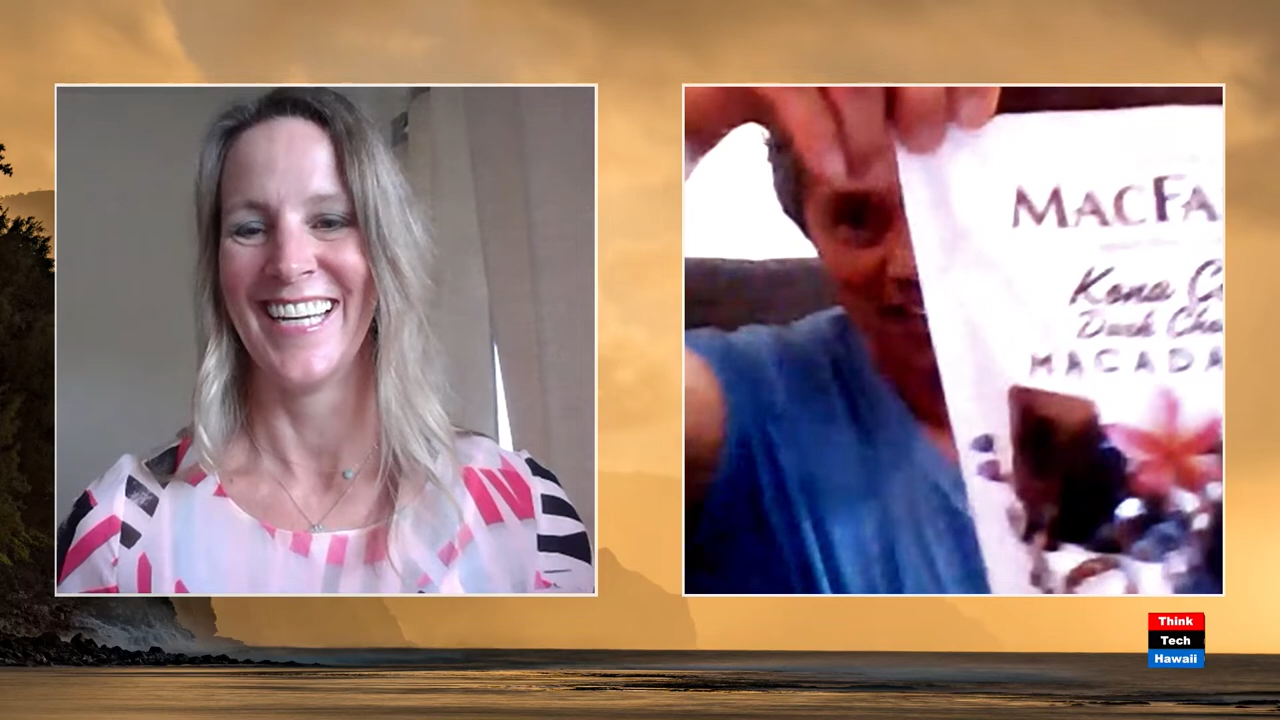 MACFA
Kona C
Dark Cho
MACADA
Think
Tech
Hawaii